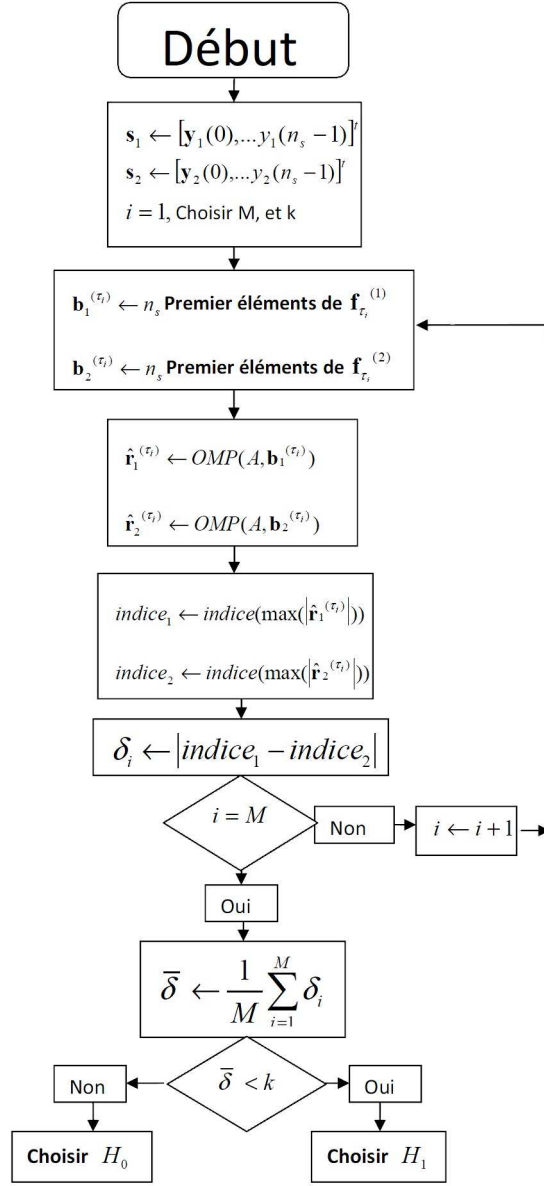 Début
s₁ ← [y₁(0),...y₁(nₛ −1)]ᵗ
s₂ ← [y₂(0),...y₂(nₛ −1)]ᵗ
i = 1, Choisir M, et k
b₁^(τᵢ) ← nₛ Premier éléments de f_τᵢ^(1)
b₂^(τᵢ) ← nₛ Premier éléments de f_τᵢ^(2)
r̂₁^(τᵢ) ← OMP(A, b₁^(τᵢ))
r̂₂^(τᵢ) ← OMP(A, b₂^(τᵢ))
indice₁ ← indice(max(|r̂₁^(τᵢ)|))
indice₂ ← indice(max(|r̂₂^(τᵢ)|))
δᵢ ← |indice₁ − indice₂|
i = M
Non
i ← i +1
Oui
δ̄ ← 1/M ∑_{i=1}^{M} δᵢ
δ̄ < k
Non
Oui
Choisir H₀
Choisir H₁